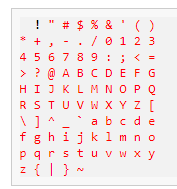 ! " # $ % & ' ( )
* + , - . / 0 1 2 3
4 5 6 7 8 9 : ; < =
> ? @ A B C D E F G
H I J K L M N O P Q
R S T U V W X Y Z [
\ ] ^ _ ` a b c d e
f g h i j k l m n o
p q r s t u v w x y
z { | } ~